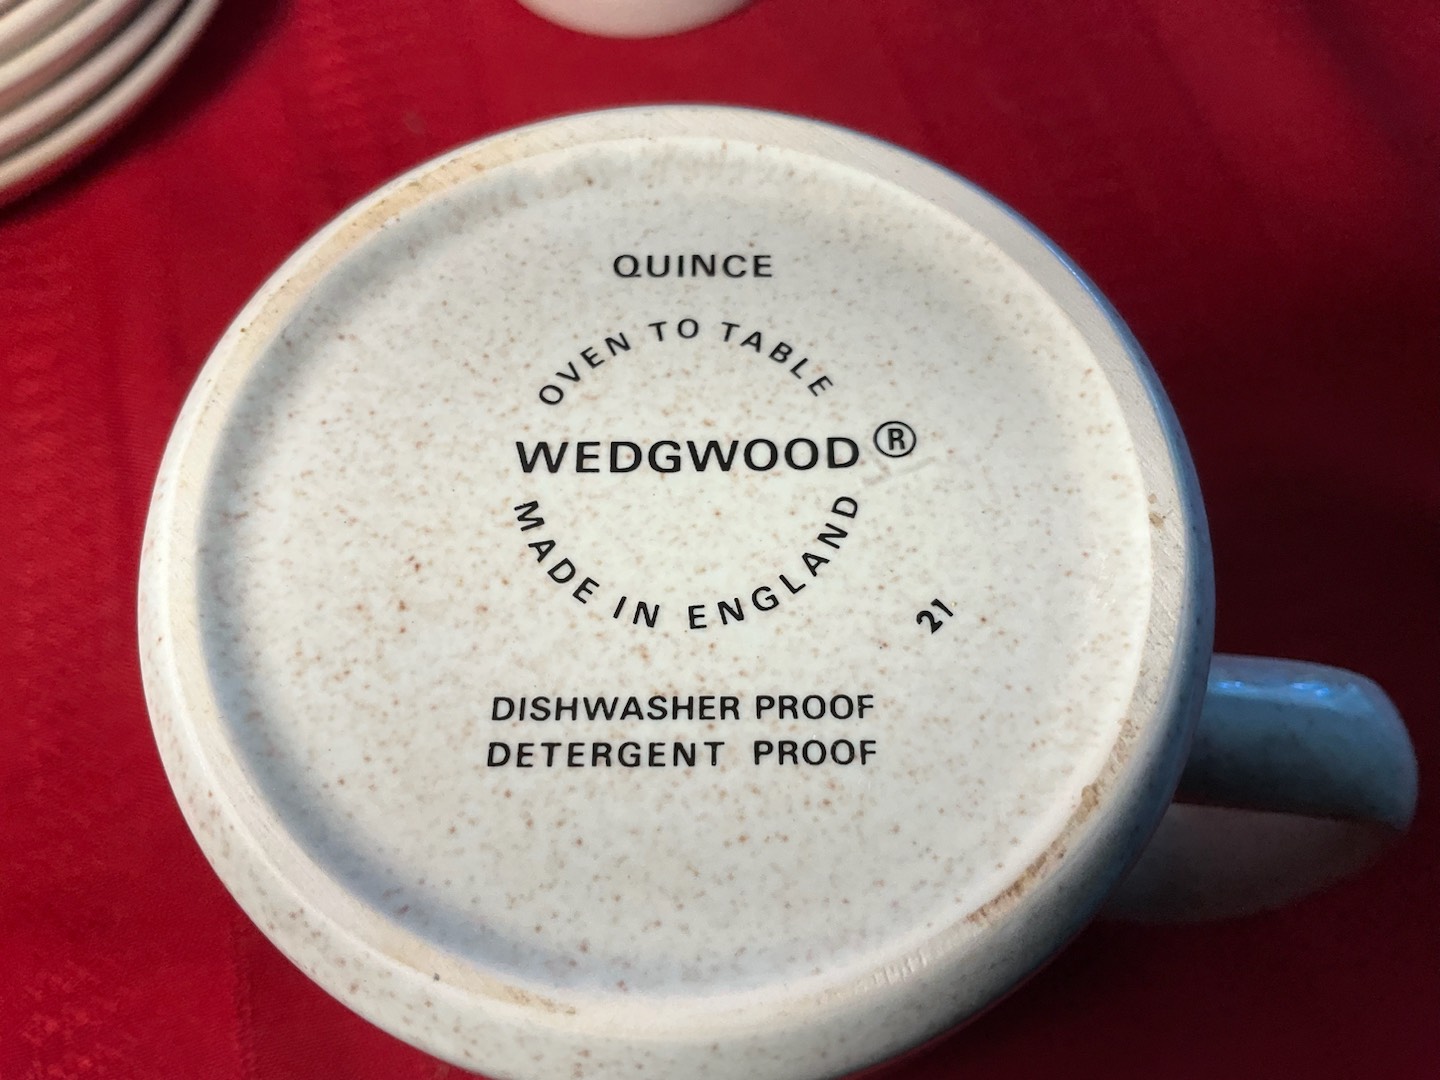 QUINCE
OVEN TO TABLE
WEDGWOOD ®
MADE IN ENGLAND
21
DISHWASHER PROOF
DETERGENT PROOF